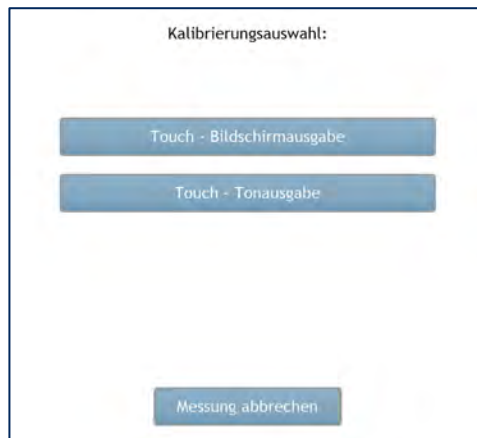 Kalibrierungsauswahl:
Touch - Bildschirmausgabe
Touch - Tonausgabe
Messung abbrechen